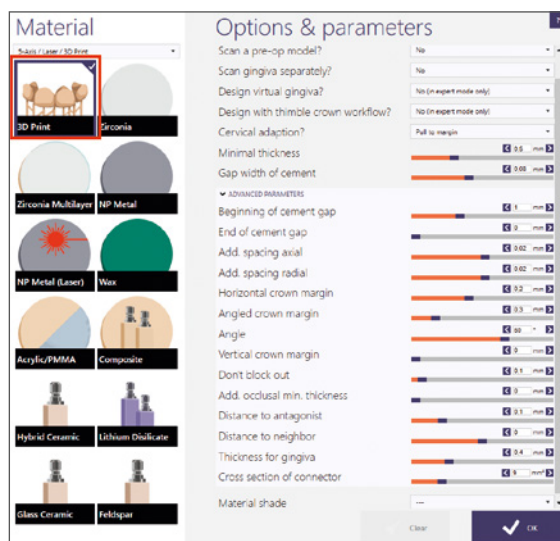 Material
5-Axis / Laser / 3D Print
3D Print
Zirconia
Zirconia Multilayer
NP Metal
NP Metal (Laser)
Wax
Acrylic/PMMA
Composite
Hybrid Ceramic
Lithium Disilicate
Glass Ceramic
Feldspar
Options & parameters
Scan a pre-op model? No
Scan gingiva separately? No
Design virtual gingiva? No (in expert mode only)
Design with thimble crown workflow? No (in expert mode only)
Cervical adaption? Pull to margin
Minimal thickness 0.5 mm
Gap width of cement 0.08 mm
ADVANCED PARAMETERS
Beginning of cement gap 1 mm
End of cement gap 0 mm
Add. spacing axial 0.02 mm
Add. spacing radial 0.02 mm
Horizontal crown margin 0.2 mm
Angled crown margin 0.3 mm
Angle 60 °
Vertical crown margin 0 mm
Don't block out 0.1 mm
Add. occlusal min. thickness 0 mm
Distance to antagonist 0.1 mm
Distance to neighbor 0 mm
Thickness for gingiva 0.4 mm
Cross section of connector 9 mm²
Material shade ---
Clear
OK